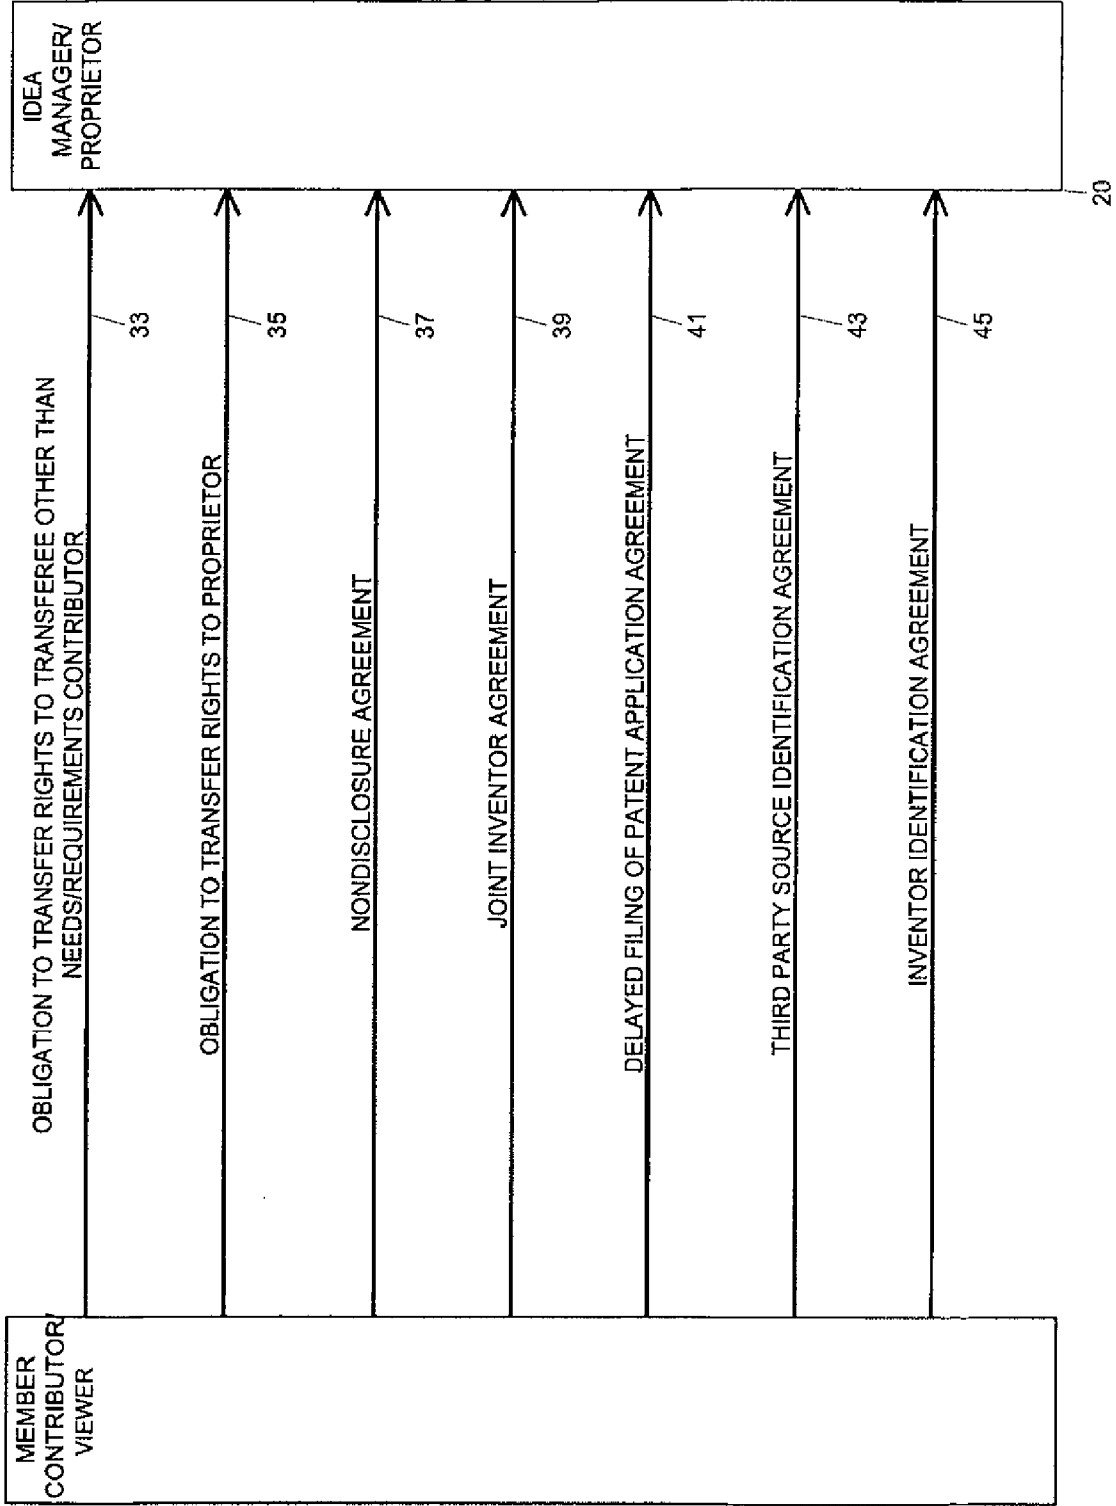 MEMBER
CONTRIBUTOR/
VIEWER
IDEA
MANAGER/
PROPRIETOR
OBLIGATION TO TRANSFER RIGHTS TO TRANSFEREE OTHER THAN
NEEDS/REQUIREMENTS CONTRIBUTOR
33
OBLIGATION TO TRANSFER RIGHTS TO PROPRIETOR
35
NONDISCLOSURE AGREEMENT
37
JOINT INVENTOR AGREEMENT
39
DELAYED FILING OF PATENT APPLICATION AGREEMENT
41
THIRD PARTY SOURCE IDENTIFICATION AGREEMENT
43
INVENTOR IDENTIFICATION AGREEMENT
45
20